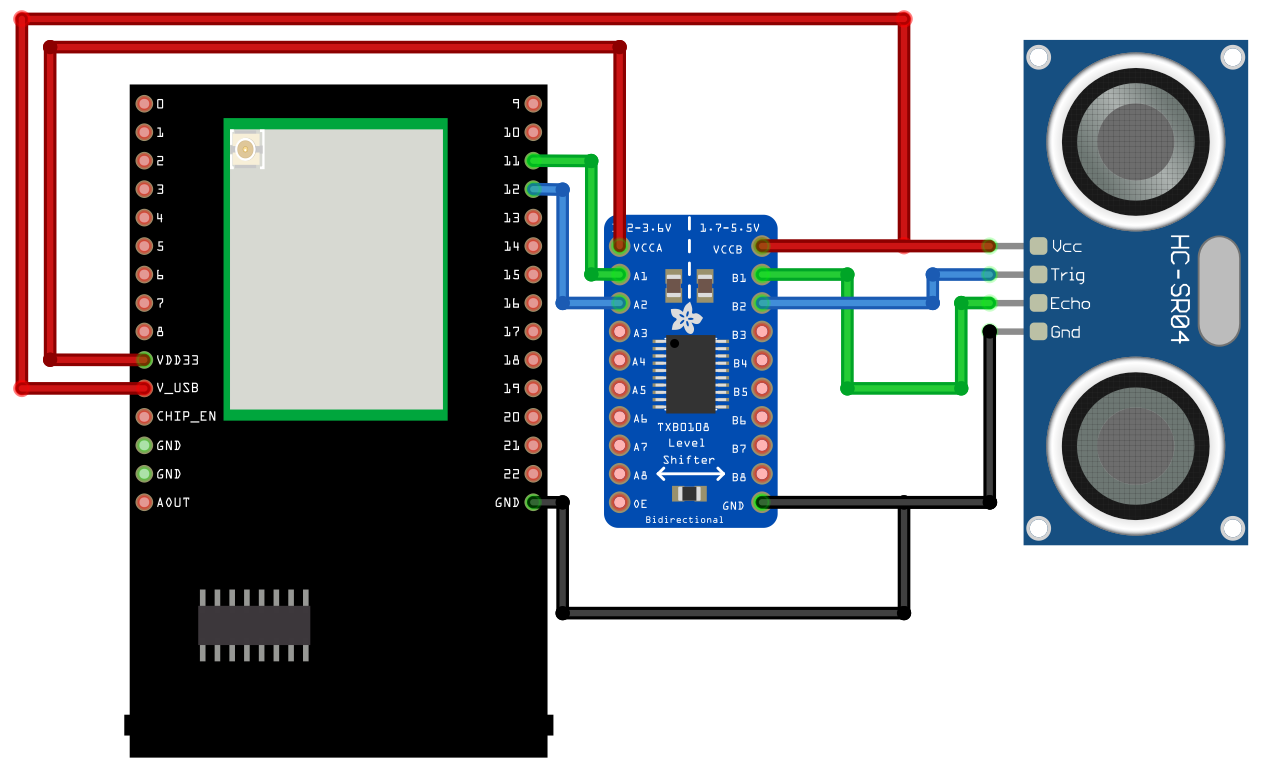 0
1
2
3
4
5
6
7
8
VDD33
V_USB
CHIP_EN
GND
GND
AOUT
9
10
11
12
13
14
15
16
17
18
19
20
21
22
GND
2-3.6V
1.7-5.5V
VCCA
VCCB
A1
B1
A2
B2
A3
B3
A4
B4
A5
B5
A6
B6
TXB0108
Level
Shifter
A7
B7
A8
B8
OE
GND
Bidirectional
Vcc
Trig
Echo
Gnd
HC-SR04